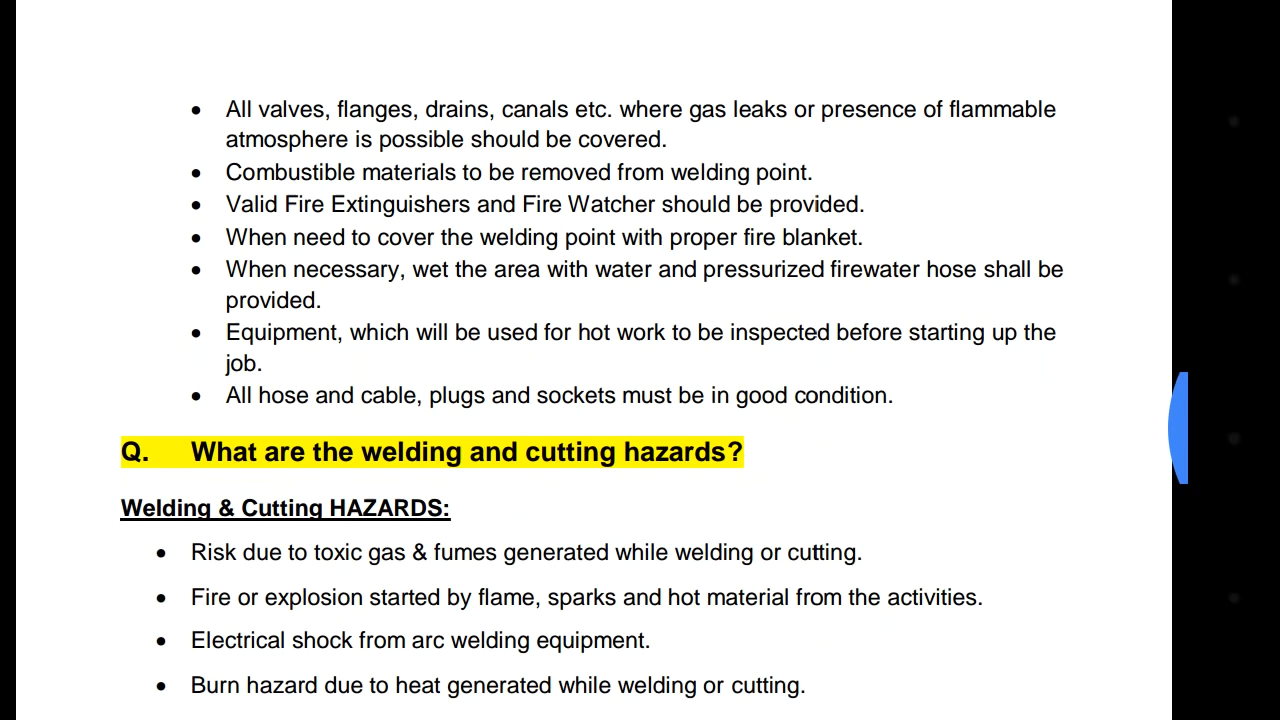 • All valves, flanges, drains, canals etc. where gas leaks or presence of flammable
atmosphere is possible should be covered.
• Combustible materials to be removed from welding point.
• Valid Fire Extinguishers and Fire Watcher should be provided.
• When need to cover the welding point with proper fire blanket.
• When necessary, wet the area with water and pressurized firewater hose shall be
provided.
• Equipment, which will be used for hot work to be inspected before starting up the
job.
• All hose and cable, plugs and sockets must be in good condition.
Q. What are the welding and cutting hazards?
Welding & Cutting HAZARDS:
• Risk due to toxic gas & fumes generated while welding or cutting.
• Fire or explosion started by flame, sparks and hot material from the activities.
• Electrical shock from arc welding equipment.
• Burn hazard due to heat generated while welding or cutting.